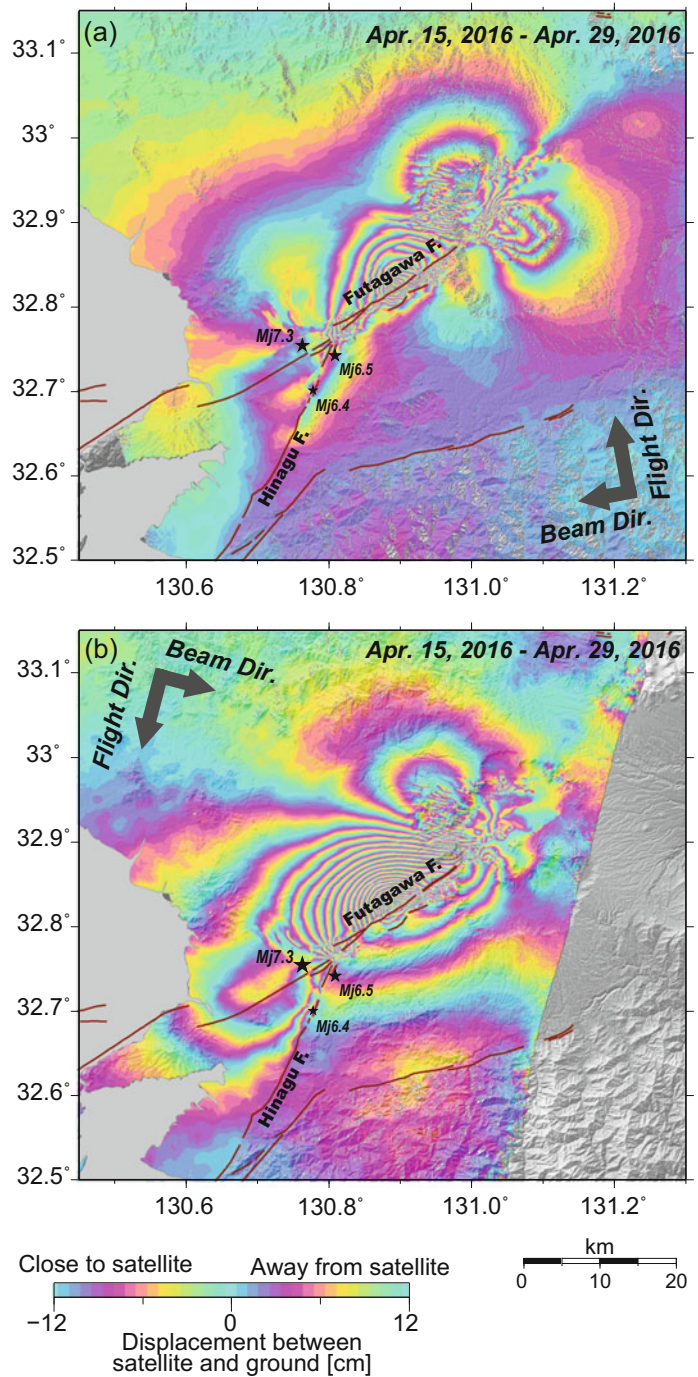 (a)
Apr. 15, 2016 - Apr. 29, 2016
33.1˚
33˚
32.9˚
32.8˚
32.7˚
32.6˚
32.5˚
Futagawa F.
Mj7.3
Mj6.5
Mj6.4
Hinagu F.
Flight Dir.
Beam Dir.
130.6˚
130.8˚
131.0˚
131.2˚
(b)
Apr. 15, 2016 - Apr. 29, 2016
Beam Dir.
Flight Dir.
33.1˚
33˚
32.9˚
32.8˚
32.7˚
32.6˚
32.5˚
Futagawa F.
Mj7.3
Mj6.5
Mj6.4
Hinagu F.
130.6˚
130.8˚
131.0˚
131.2˚
Close to satellite
Away from satellite
−12
0
12
Displacement between
satellite and ground [cm]
km
0
10
20